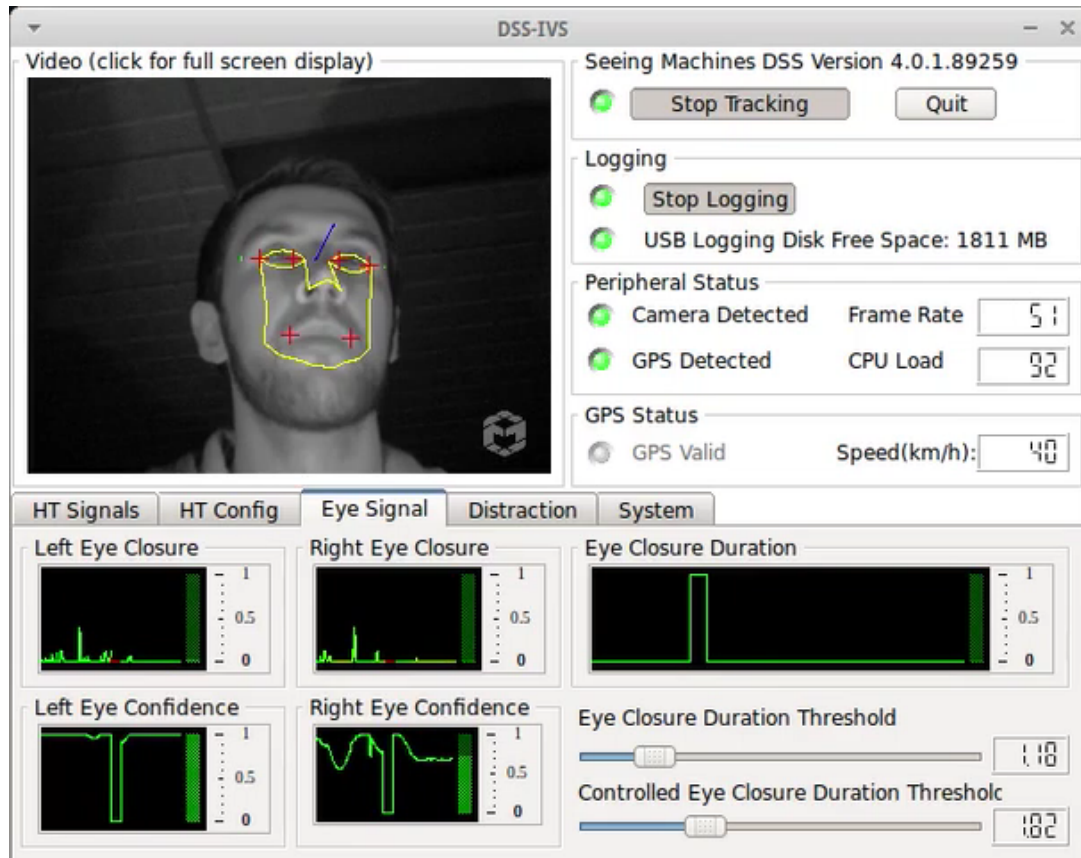 DSS-IVS
Video (click for full screen display)
Seeing Machines DSS Version 4.0.1.89259
Stop Tracking
Quit
Logging
Stop Logging
USB Logging Disk Free Space: 1811 MB
Peripheral Status
Camera Detected
Frame Rate
51
GPS Detected
CPU Load
92
GPS Status
GPS Valid
Speed(km/h):
40
HT Signals
HT Config
Eye Signal
Distraction
System
Left Eye Closure
1
0.5
0
Right Eye Closure
1
0.5
0
Eye Closure Duration
1
0.5
0
Left Eye Confidence
1
0.5
0
Right Eye Confidence
1
0.5
0
Eye Closure Duration Threshold
1.18
Controlled Eye Closure Duration Threshold
1.82